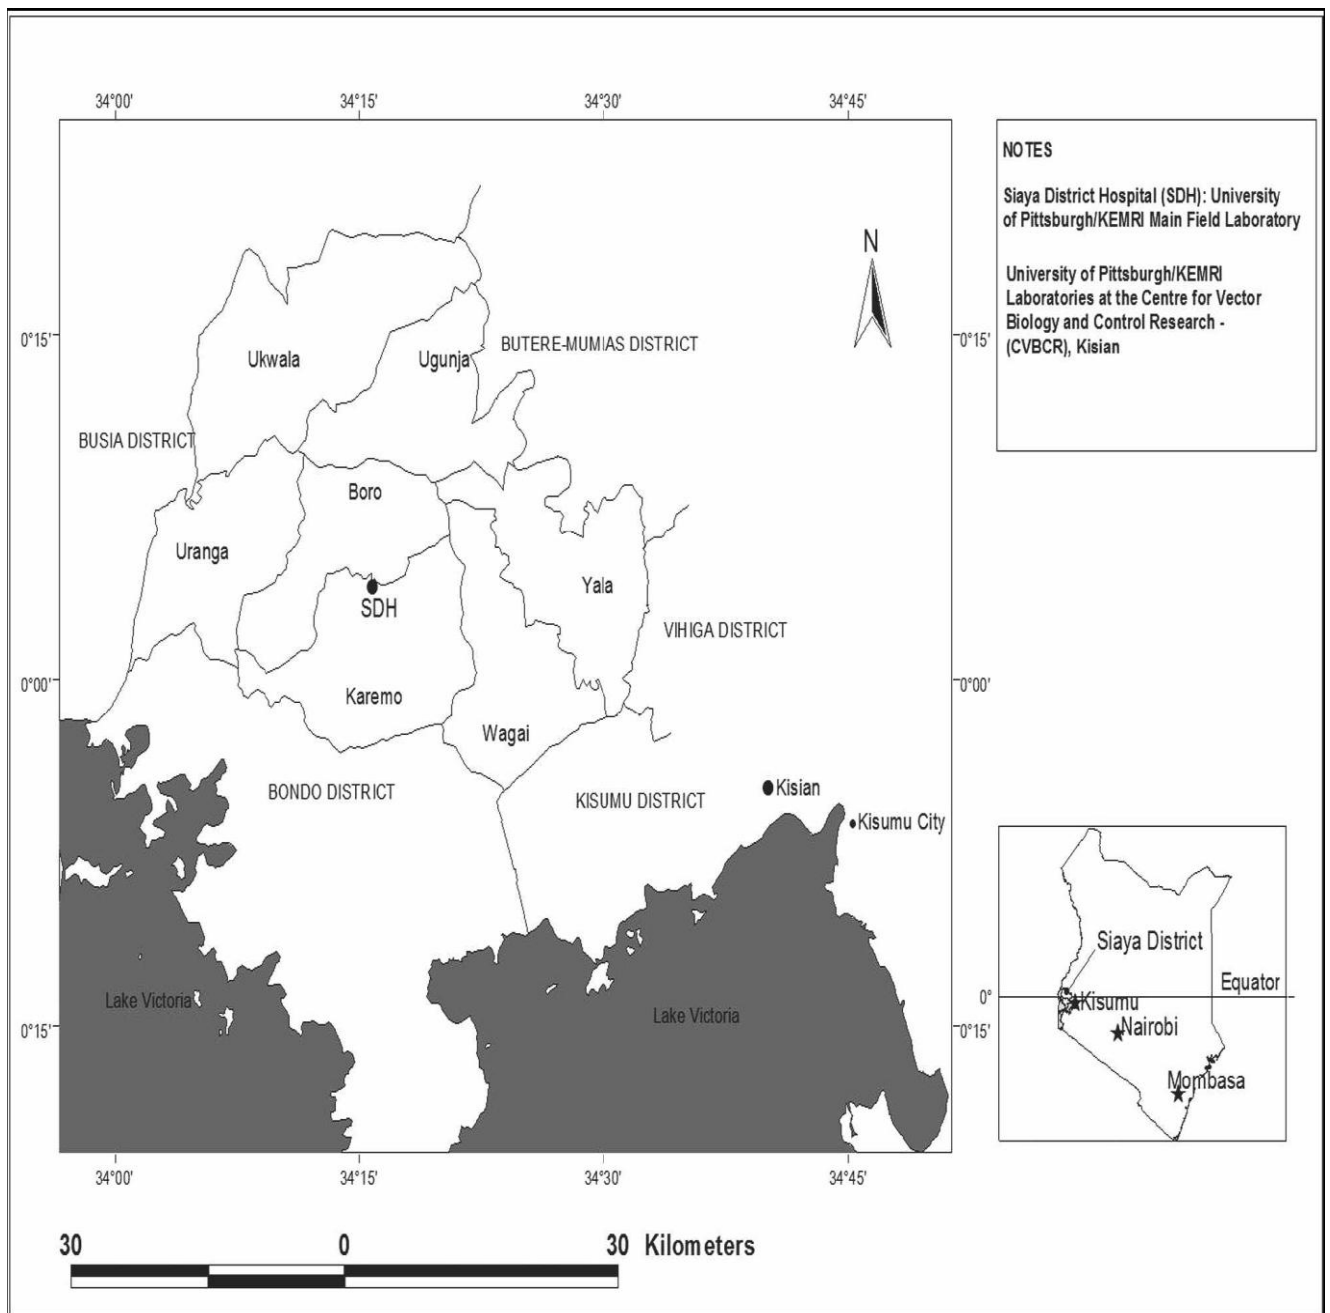 34°00' 34°15' 34°30' 34°45'
NOTES
Siaya District Hospital (SDH): University
of Pittsburgh/KEMRI Main Field Laboratory
University of Pittsburgh/KEMRI
Laboratories at the Centre for Vector
Biology and Control Research -
(CVBCR), Kisian
N
0°15' 0°15'
Ukwala
Ugunja
BUTERE-MUMIAS DISTRICT
BUSIA DISTRICT
Boro
Uranga
Yala
SDH
VIHIGA DISTRICT
0°00' 0°00'
Karemo
Wagai
BONDO DISTRICT
KISUMU DISTRICT
Kisian
Kisumu City
Lake Victoria
Lake Victoria
0°15' 0°15'
Siaya District
Equator
0°
Kisumu
Nairobi
Mombasa
34°00' 34°15' 34°30' 34°45'
30 0 30 Kilometers